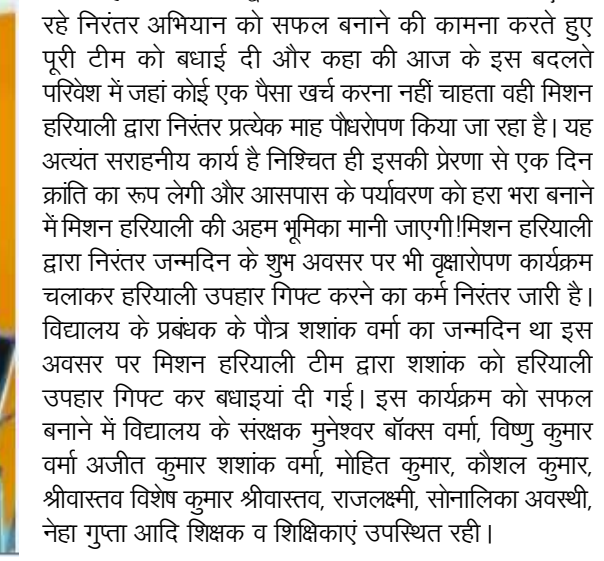 रहे निरंतर अभियान को सफल बनाने की कामना करते हुए
पूरी टीम को बधाई दी और कहा की आज के इस बदलते
परिवेश में जहां कोई एक पैसा खर्च करना नहीं चाहता वही मिशन
हरियाली द्वारा निरंतर प्रत्येक माह पौधरोपण किया जा रहा है। यह
अत्यंत सराहनीय कार्य है निश्चित ही इसकी प्रेरणा से एक दिन
क्रांति का रूप लेगी और आसपास के पर्यावरण को हरा भरा बनाने
में मिशन हरियाली की अहम भूमिका मानी जाएगी!मिशन हरियाली
द्वारा निरंतर जन्मदिन के शुभ अवसर पर भी वृक्षारोपण कार्यक्रम
चलाकर हरियाली उपहार गिफ्ट करने का कर्म निरंतर जारी है।
विद्यालय के प्रबंधक के पौत्र शशांक वर्मा का जन्मदिन था इस
अवसर पर मिशन हरियाली टीम द्वारा शशांक को हरियाली
उपहार गिफ्ट कर बधाइयां दी गई। इस कार्यक्रम को सफल
बनाने में विद्यालय के संरक्षक मुनेश्वर बॉक्स वर्मा, विष्णु कुमार
वर्मा अजीत कुमार शशांक वर्मा, मोहित कुमार, कौशल कुमार,
श्रीवास्तव विशेष कुमार श्रीवास्तव, राजलक्ष्मी, सोनालिका अवस्थी,
नेहा गुप्ता आदि शिक्षक व शिक्षिकाएं उपस्थित रही।